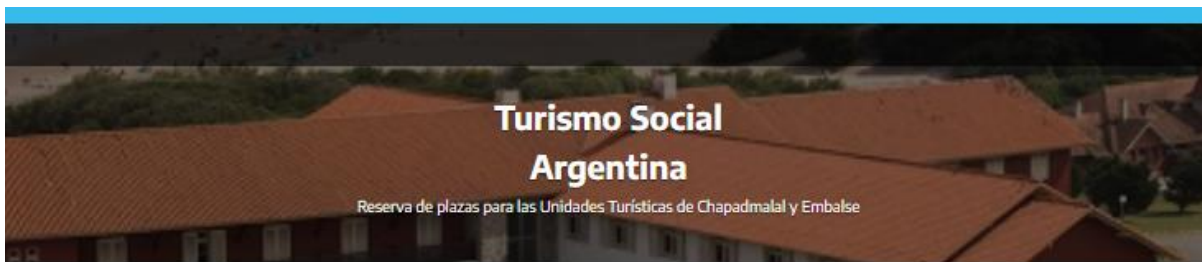 Turismo Social
Argentina
Reserva de plazas para las Unidades Turísticas de Chapadmalal y Embalse